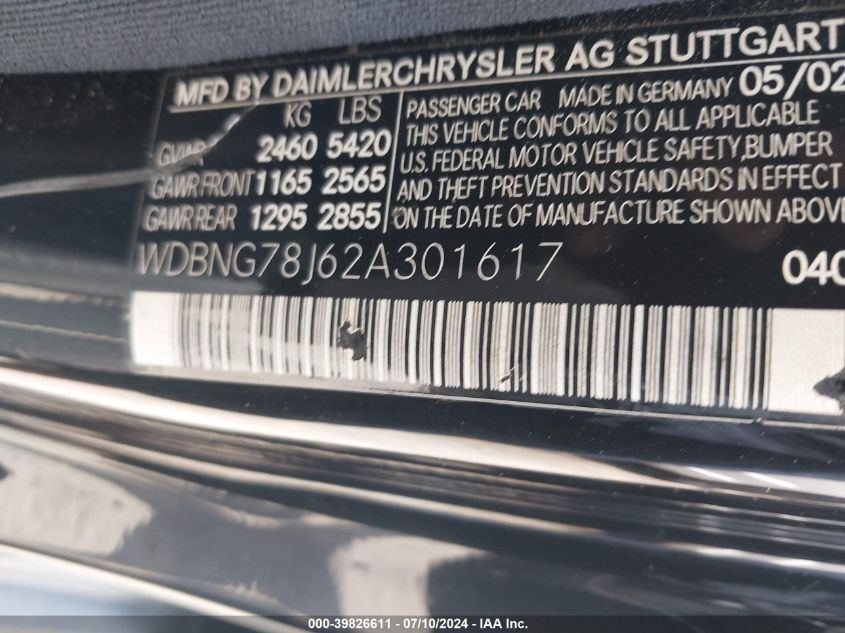 MFD BY DAIMLERCHRYSLER AG STUTTGART
KG LBS
GVWR 2460 5420
GAWR FRONT 1165 2565
GAWR REAR 1295 2855
PASSENGER CAR MADE IN GERMANY 05/02
THIS VEHICLE CONFORMS TO ALL APPLICABLE
U.S. FEDERAL MOTOR VEHICLE SAFETY,BUMPER
AND THEFT PREVENTION STANDARDS IN EFFECT
ON THE DATE OF MANUFACTURE SHOWN ABOVE
WDBNG78J62A301617
040
000-39826611 - 07/10/2024 - IAA, Inc.